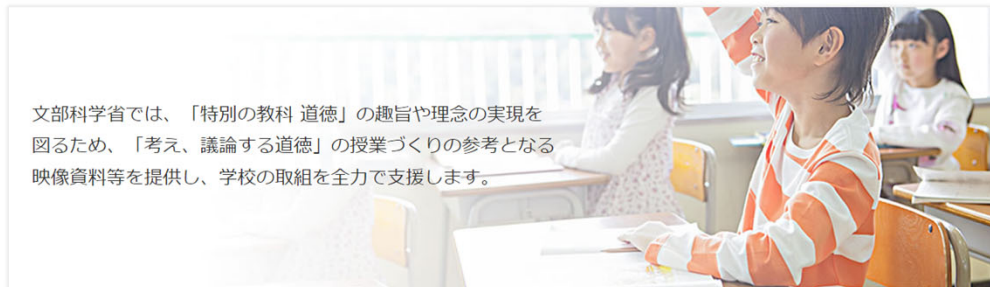 文部科学省では、「特別の教科 道徳」の趣旨や理念の実現を
図るため、「考え、議論する道徳」の授業づくりの参考となる
映像資料等を提供し、学校の取組を全力で支援します。